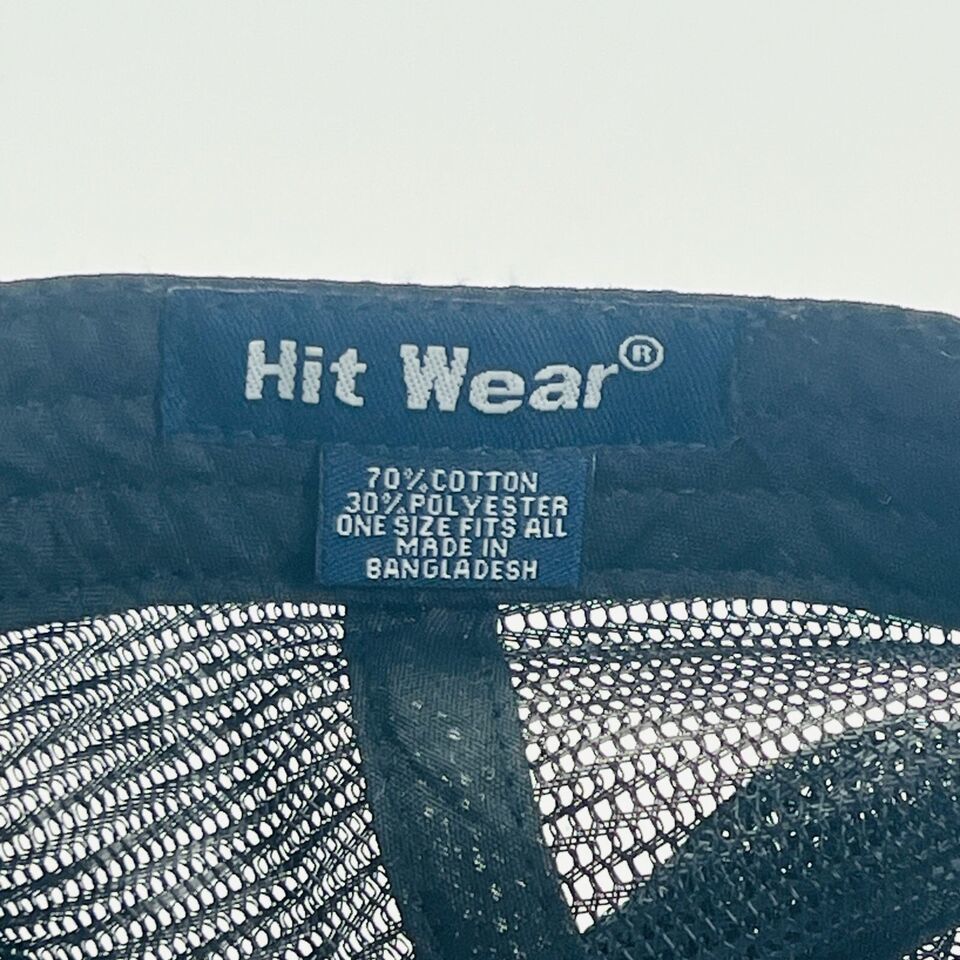 Hit Wear®
70% COTTON
30% POLYESTER
ONE SIZE FITS ALL
MADE IN
BANGLADESH